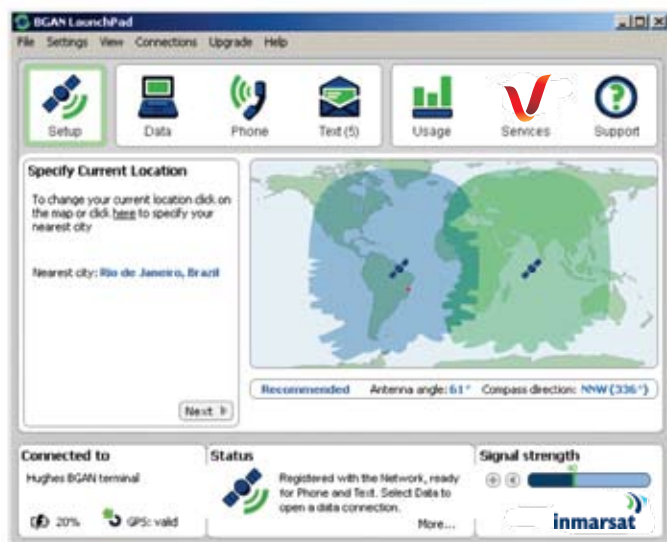 BGAN LaunchPad
File Settings View Connections Upgrade Help
Setup
Data
Phone
Text (5)
Usage
Services
Support
Specify Current Location
To change your current location click on
the map or click here to specify your
nearest city
Nearest city: Rio de Janeiro, Brazil
Next
Recommended Antenna angle: 61° Compass direction: NNW (336°)
Connected to
Hughes BGAN terminal
20% GPS: valid
Status
Registered with the Network, ready
for Phone and Text. Select Data to
open a data connection.
More...
Signal strength
inmarsat